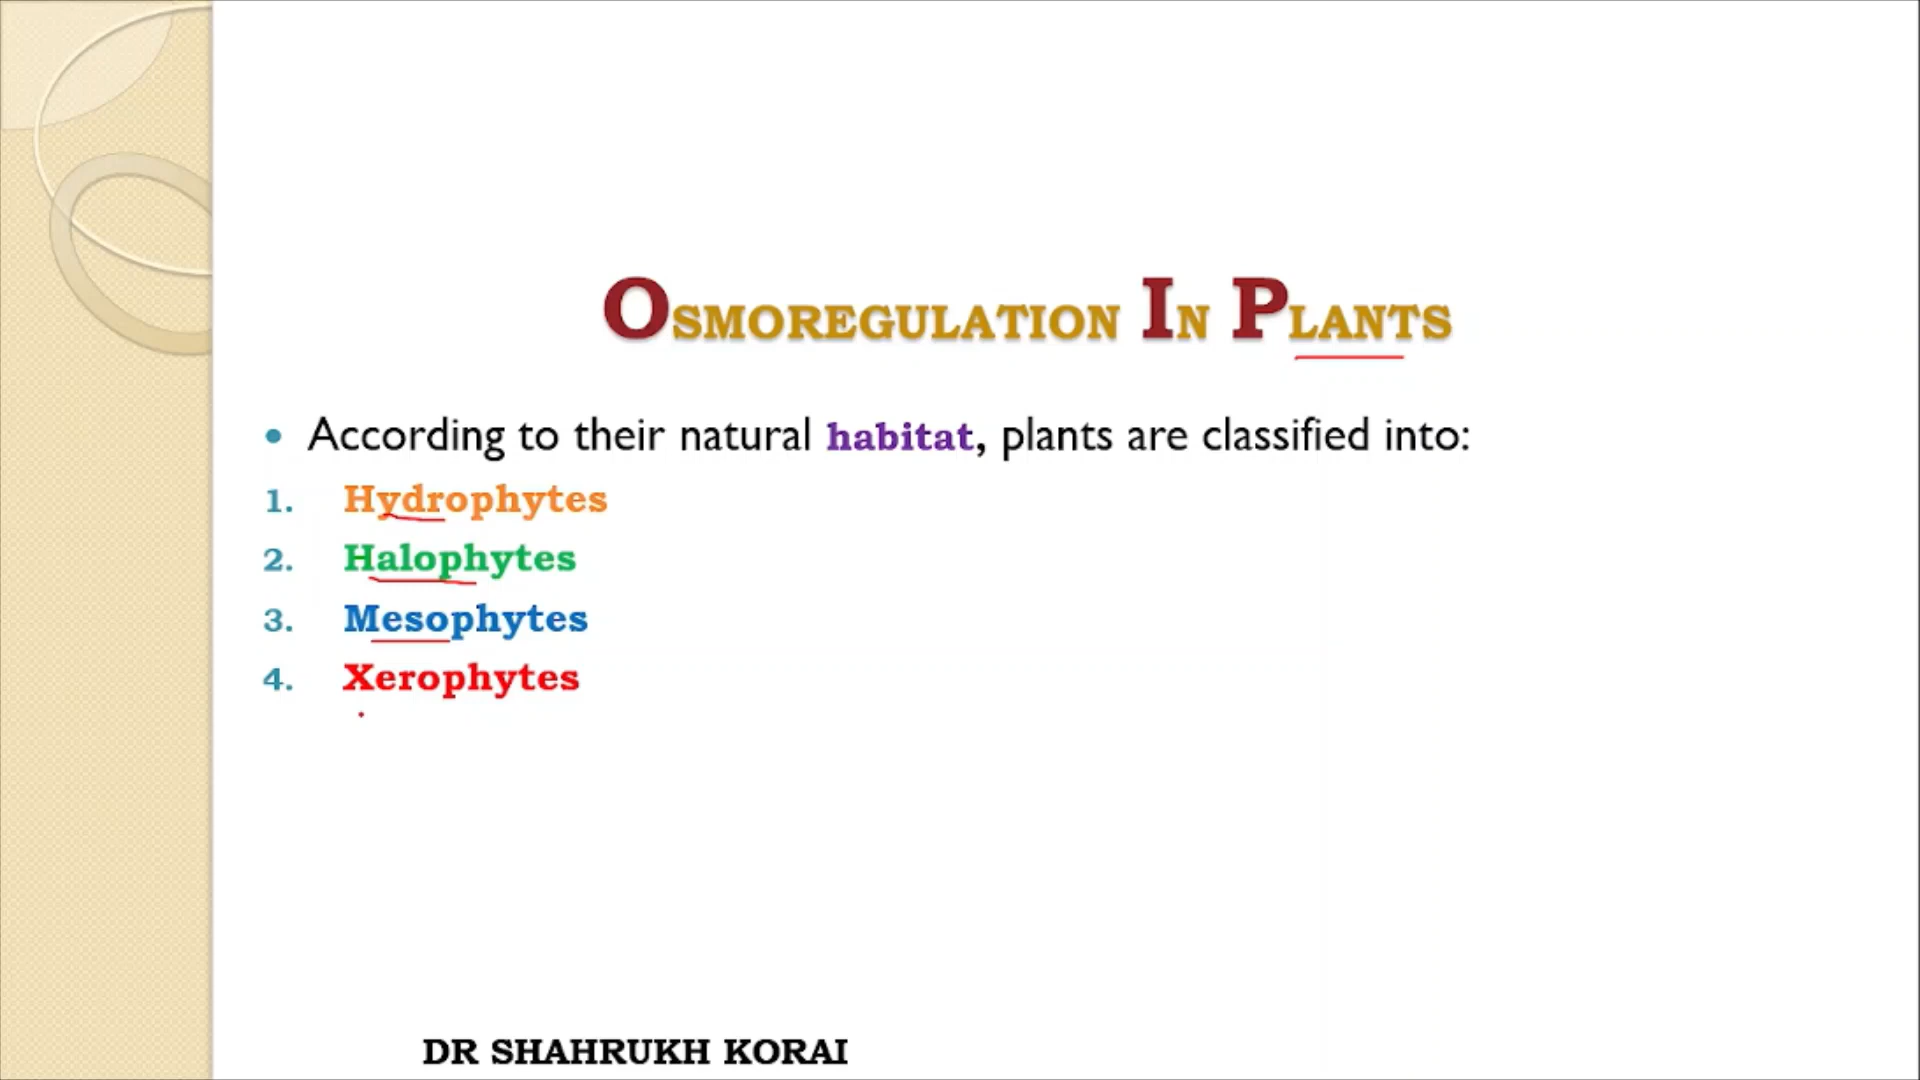 Osmoregulation In Plants
• According to their natural habitat, plants are classified into:
1. Hydrophytes
2. Halophytes
3. Mesophytes
4. Xerophytes
DR SHAHRUKH KORAI